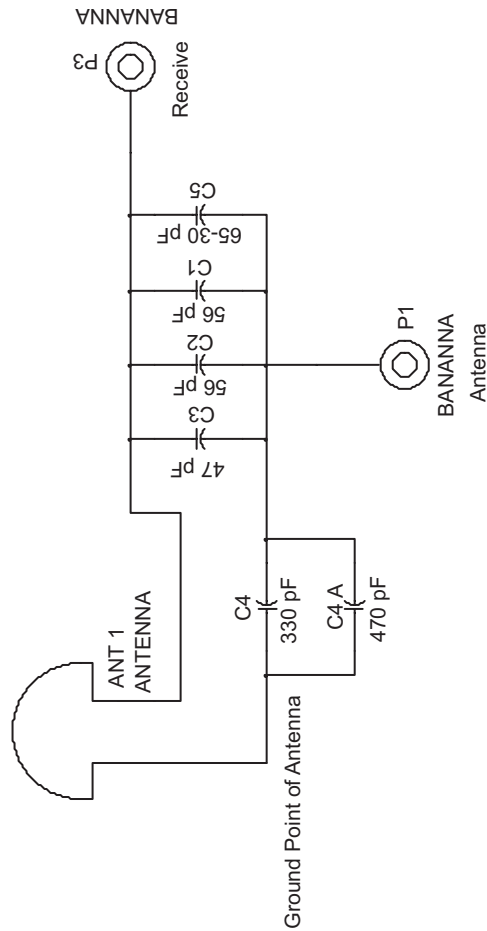 ANT 1
ANTENNA
Ground Point of Antenna
C4
330 pF
C4 A
470 pF
C3
47 pF
C2
56 pF
C1
56 pF
C5
65-30 pF
P3
BANANNA
Receive
P1
BANANNA
Antenna